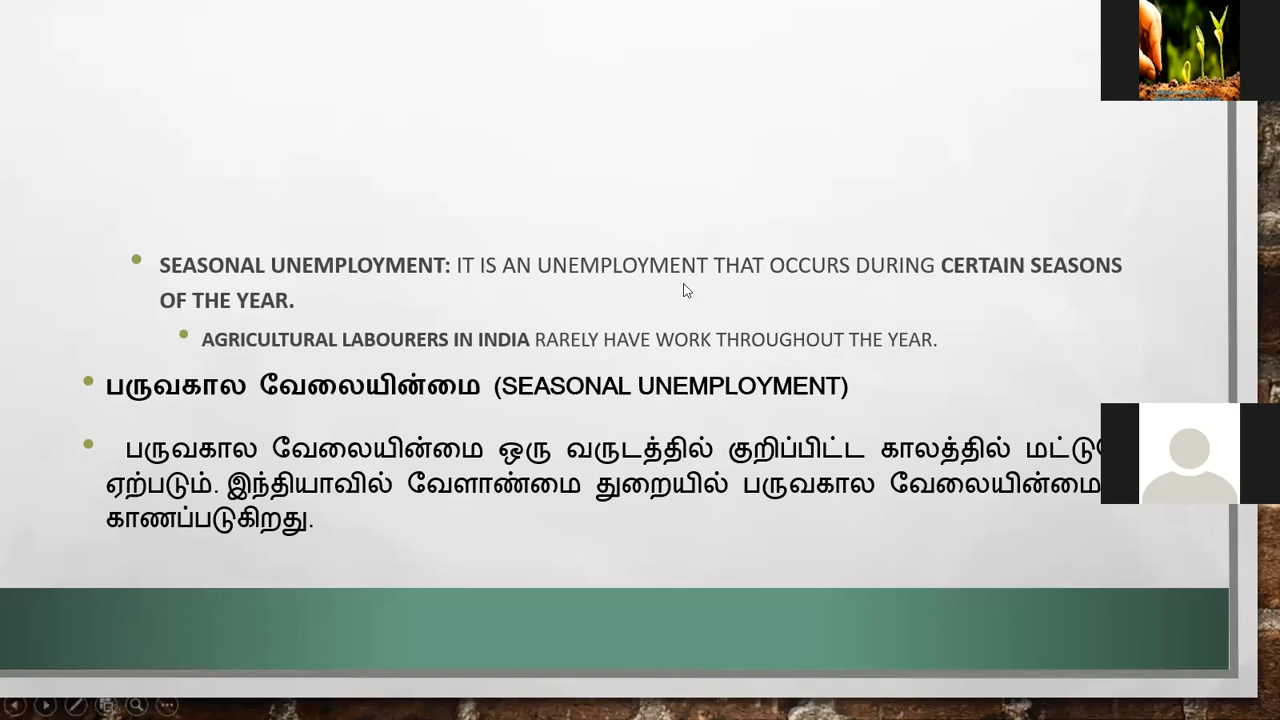 SEASONAL UNEMPLOYMENT: IT IS AN UNEMPLOYMENT THAT OCCURS DURING CERTAIN SEASONS
OF THE YEAR.
AGRICULTURAL LABOURERS IN INDIA RARELY HAVE WORK THROUGHOUT THE YEAR.
பருவகால வேலையின்மை (SEASONAL UNEMPLOYMENT)
பருவகால வேலையின்மை ஒரு வருடத்தில் குறிப்பிட்ட காலத்தில்
ஏற்படும். இந்தியாவில் வேளாண்மை துறையில் பருவகால வேலையின்மை
காணப்படுகிறது.